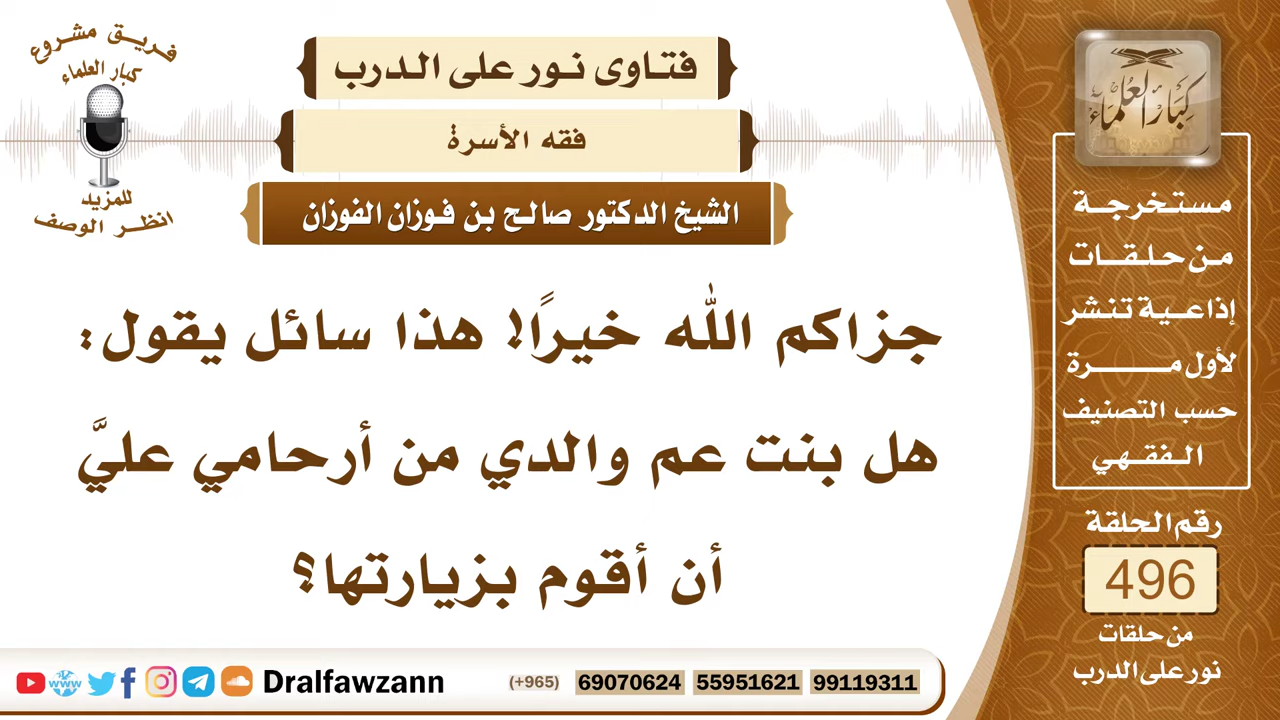 فريق مشروع
كبار العلماء
للمزيد
انظر الوصف
فتاوى نور على الدرب
فقه الأسرة
الشيخ الدكتور صالح بن فوزان الفوزان
جزاكم الله خيرًا! هذا سائل يقول:
هل بنت عم والدي من أرحامي عليَّ
أن أقوم بزيارتها؟
كبار العلماء
مستخرجة
من حلقات
إذاعية تنشر
لأول مرة
حسب التصنيف
الفقهي
رقم الحلقة
496
من حلقات
نور على الدرب
www Dralfawzann (+965) 69070624 55951621 99119311